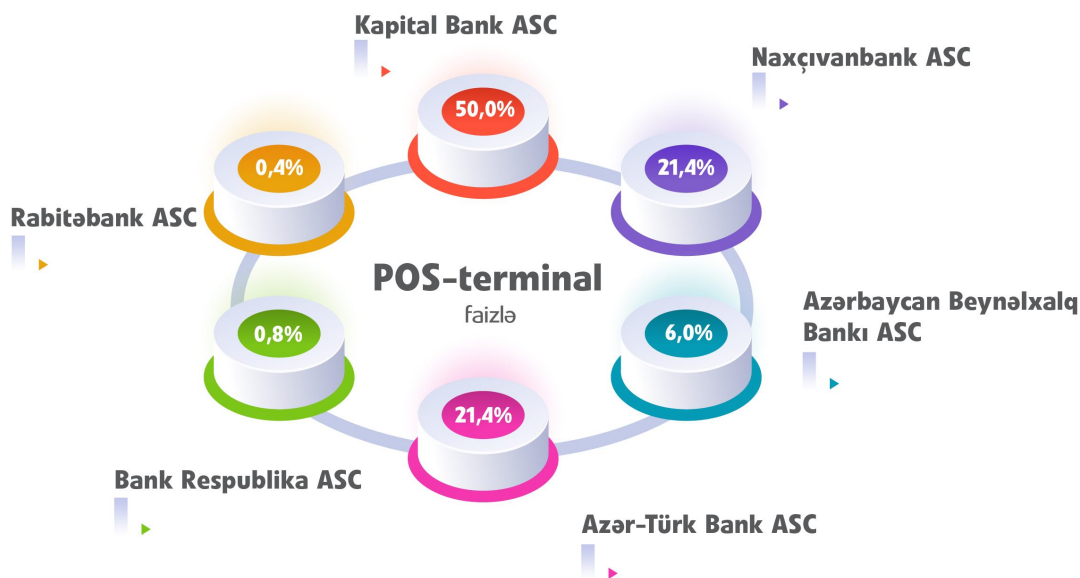 Kapital Bank ASC
50,0%
Naxçıvanbank ASC
21,4%
0,4%
Rabitəbank ASC
POS-terminal
faizlə
Azərbaycan Beynəlxalq
Bankı ASC
6,0%
0,8%
Bank Respublika ASC
21,4%
Azər-Türk Bank ASC